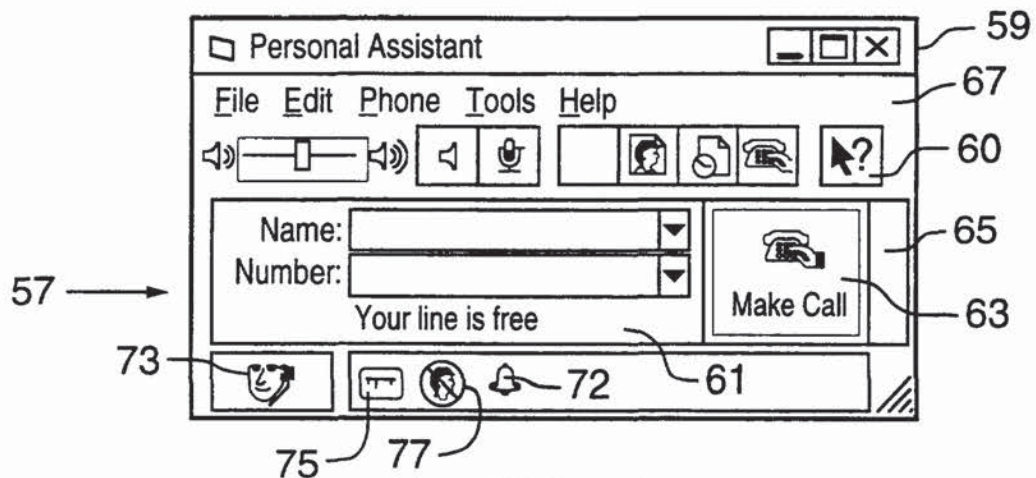 Personal Assistant 59
File Edit Phone Tools Help 67
? 60
Name: 65
Number:
57 Make Call 63
Your line is free
73 61
72
75 77